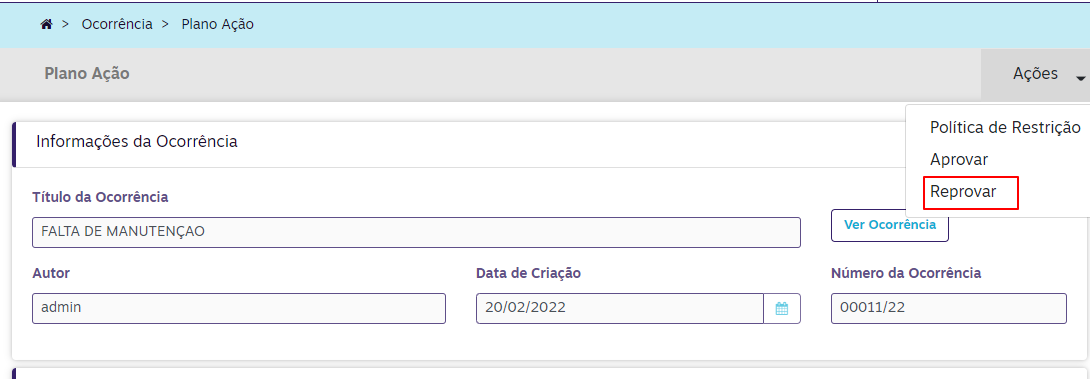 > Ocorrência > Plano Ação
Plano Ação
Ações
Política de Restrição
Aprovar
Reprovar
Informações da Ocorrência
Título da Ocorrência
FALTA DE MANUTENÇAO
Ver Ocorrência
Autor
Data de Criação
Número da Ocorrência
admin
20/02/2022
00011/22